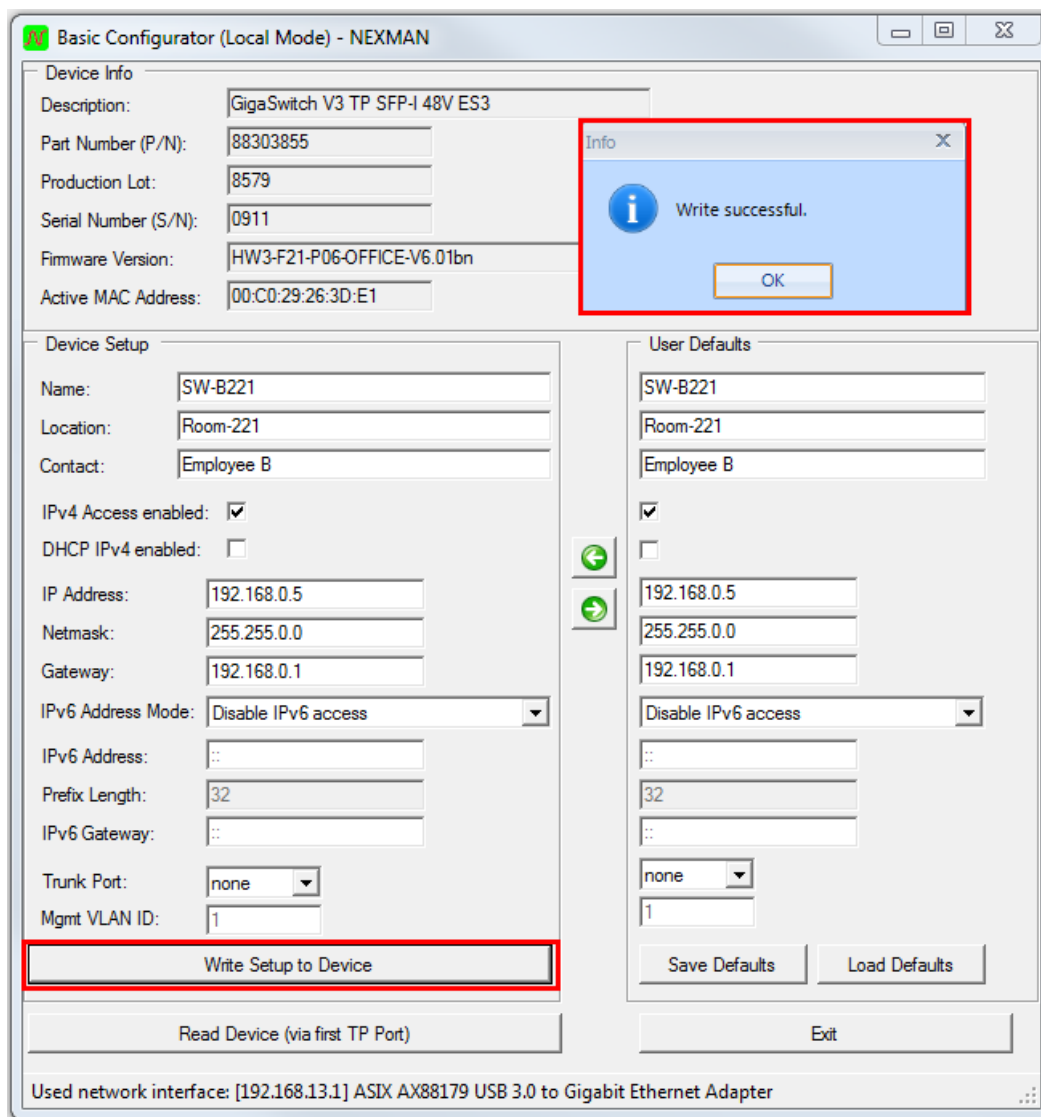 Basic Configurator (Local Mode) - NEXMAN
Device Info
Description: GigaSwitch V3 TP SFP-I 48V ES3
Part Number (P/N): 88303855
Production Lot: 8579
Serial Number (S/N): 0911
Firmware Version: HW3-F21-P06-OFFICE-V6.01bn
Active MAC Address: 00:C0:29:26:3D:E1
Info
Write successful.
OK
Device Setup
Name: SW-B221
Location: Room-221
Contact: Employee B
IPv4 Access enabled:
DHCP IPv4 enabled:
IP Address: 192.168.0.5
Netmask: 255.255.0.0
Gateway: 192.168.0.1
IPv6 Address Mode: Disable IPv6 access
IPv6 Address: ::
Prefix Length: 32
IPv6 Gateway: ::
Trunk Port: none
Mgmt VLAN ID: 1
Write Setup to Device
User Defaults
SW-B221
Room-221
Employee B
192.168.0.5
255.255.0.0
192.168.0.1
Disable IPv6 access
::
32
::
none
1
Save Defaults Load Defaults
Read Device (via first TP Port) Exit
Used network interface: [192.168.13.1] ASIX AX88179 USB 3.0 to Gigabit Ethernet Adapter